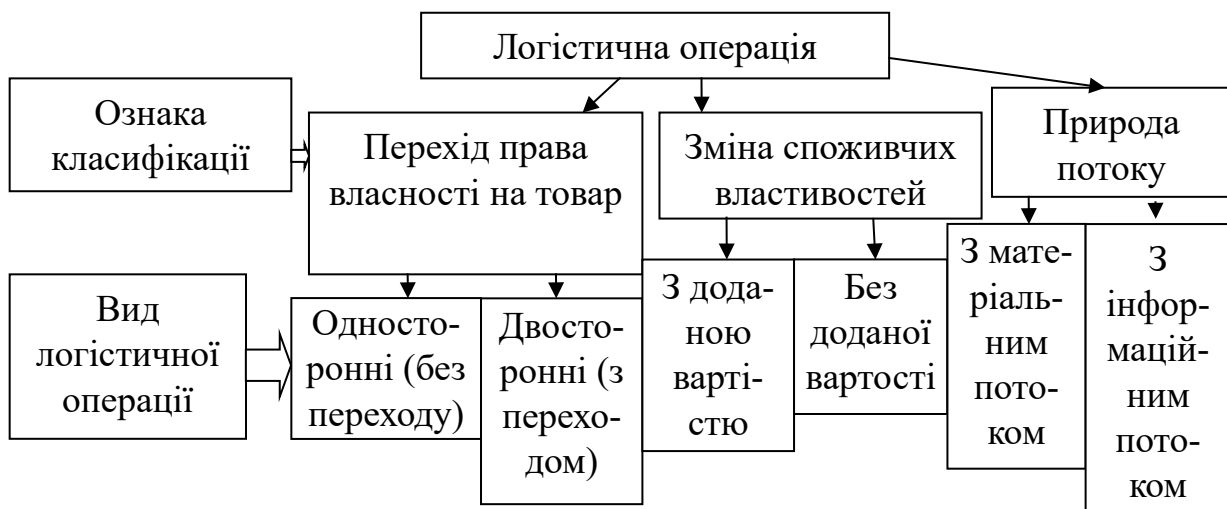 Логістична операція
Ознака
класифікації
Перехід права
власності на товар
Зміна споживчих
властивостей
Природа
потоку
Вид
логістичної
операції
Односто-
ронні (без
переходу)
Двосто-
ронні (з
перехо-
дом)
З дода-
ною
варті-
стю
Без
доданої
вартості
З мате-
ріаль-
ним
пото-
ком
З
інфор-
мацій-
ним
пото-
ком